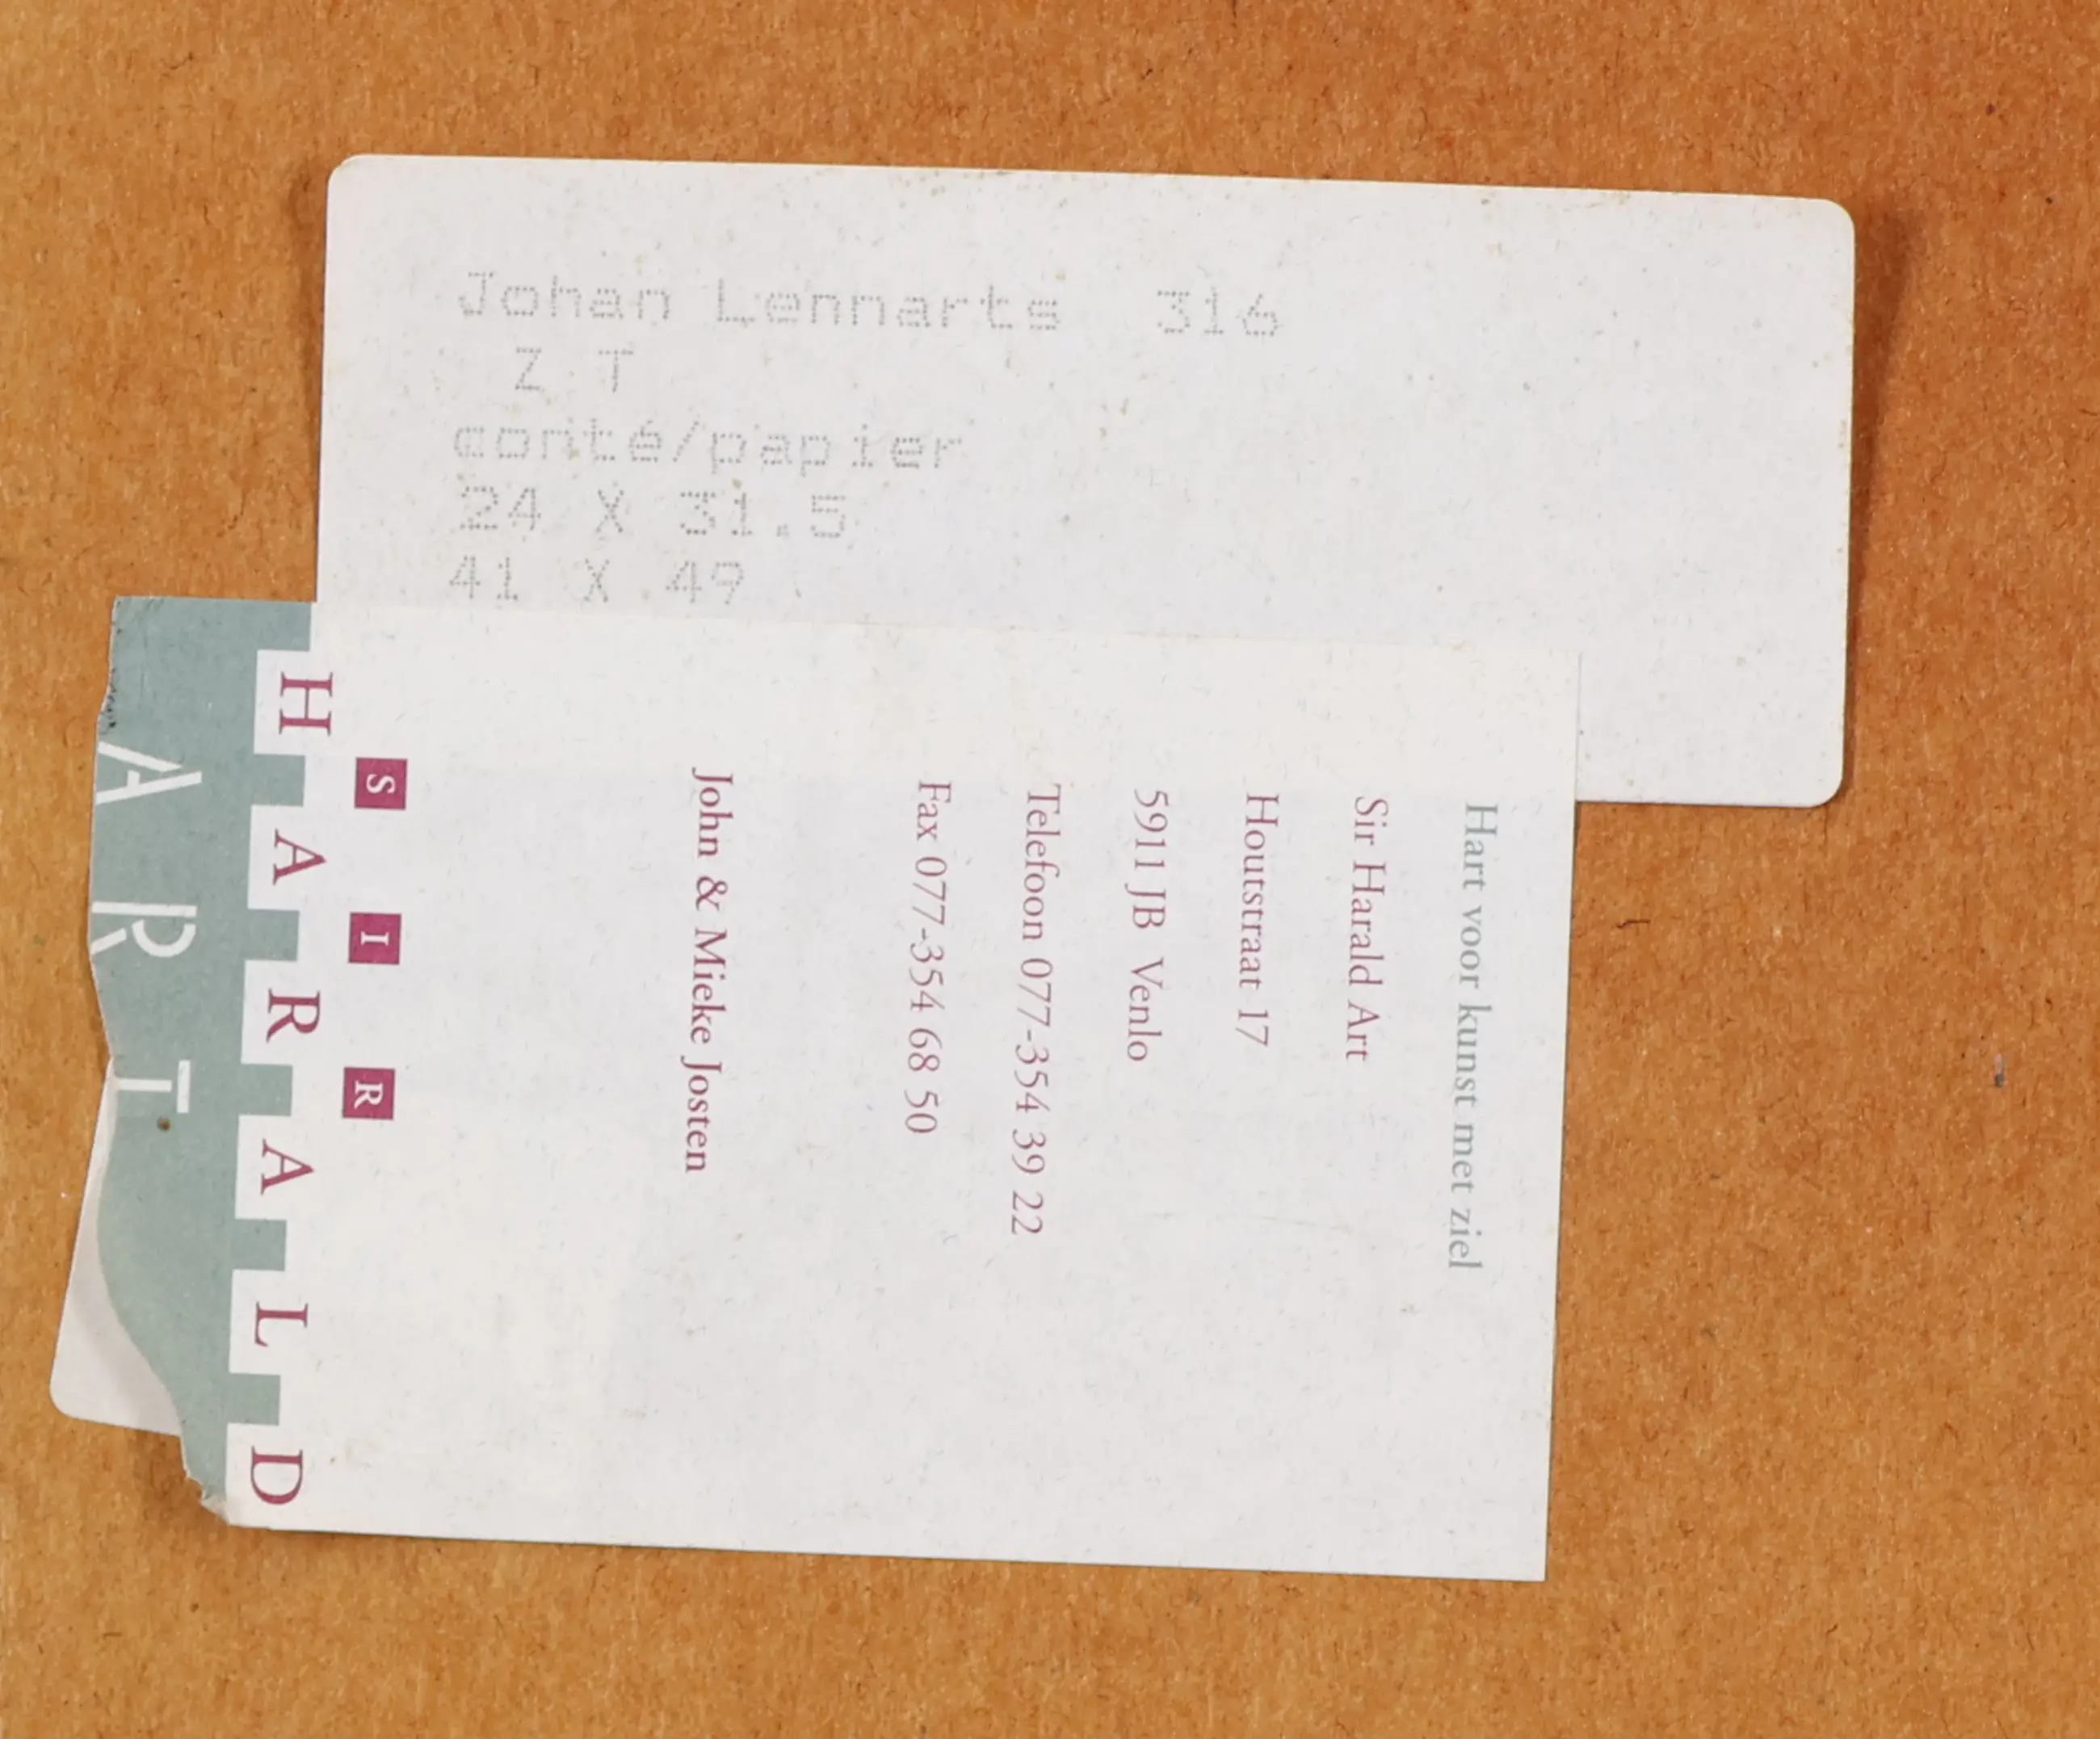 Johan Lennarts 316
Z T
conté/papier
24 X 31.5
41 X 49
Hart voor kunst met ziel
Sir Harald Art
Houtstraat 17
5911 JB Venlo
Telefoon 077-354 39 22
Fax 077-354 68 50
John & Mieke Josten
SIR
HARALD
ART